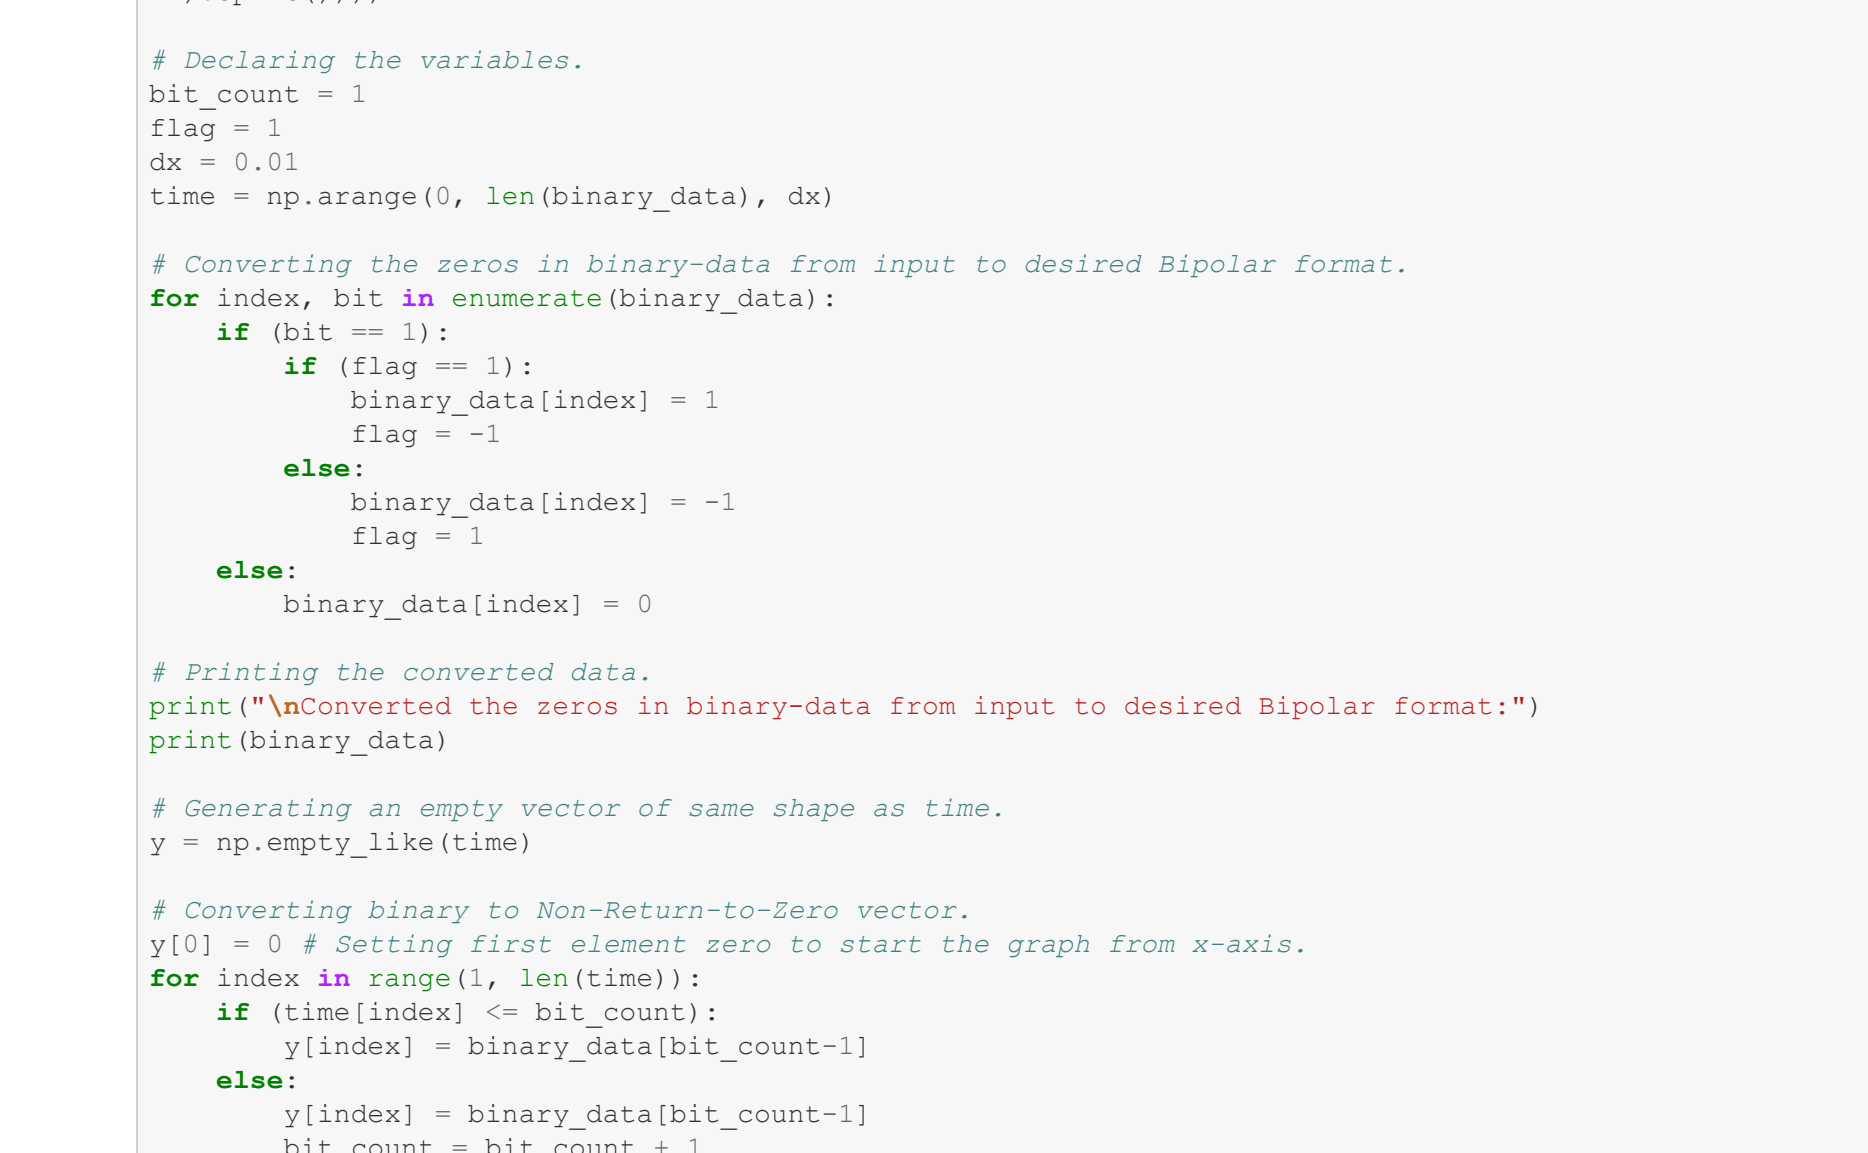 # Declaring the variables.
bit_count = 1
flag = 1
dx = 0.01
time = np.arange(0, len(binary_data), dx)
# Converting the zeros in binary-data from input to desired Bipolar format.
for index, bit in enumerate(binary_data):
    if (bit == 1):
        if (flag == 1):
            binary_data[index] = 1
            flag = -1
        else:
            binary_data[index] = -1
            flag = 1
    else:
        binary_data[index] = 0
# Printing the converted data.
print("\nConverted the zeros in binary-data from input to desired Bipolar format:")
print(binary_data)
# Generating an empty vector of same shape as time.
y = np.empty_like(time)
# Converting binary to Non-Return-to-Zero vector.
y[0] = 0 # Setting first element zero to start the graph from x-axis.
for index in range(1, len(time)):
    if (time[index] <= bit_count):
        y[index] = binary_data[bit_count-1]
    else:
        y[index] = binary_data[bit_count-1]
        bit_count = bit_count + 1